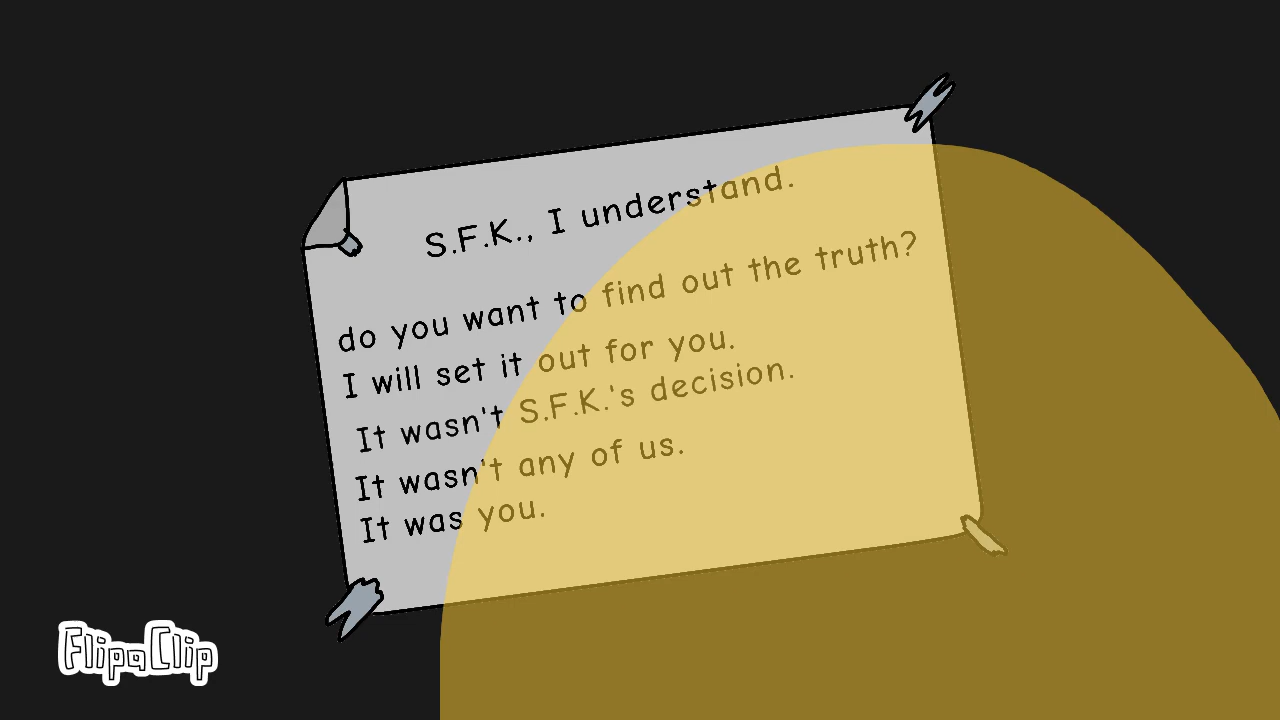 S.F.K., I understand.
do you want to find out the truth?
I will set it out for you.
It wasn't S.F.K.'s decision.
It wasn't any of us.
It was you.
FlipaClip